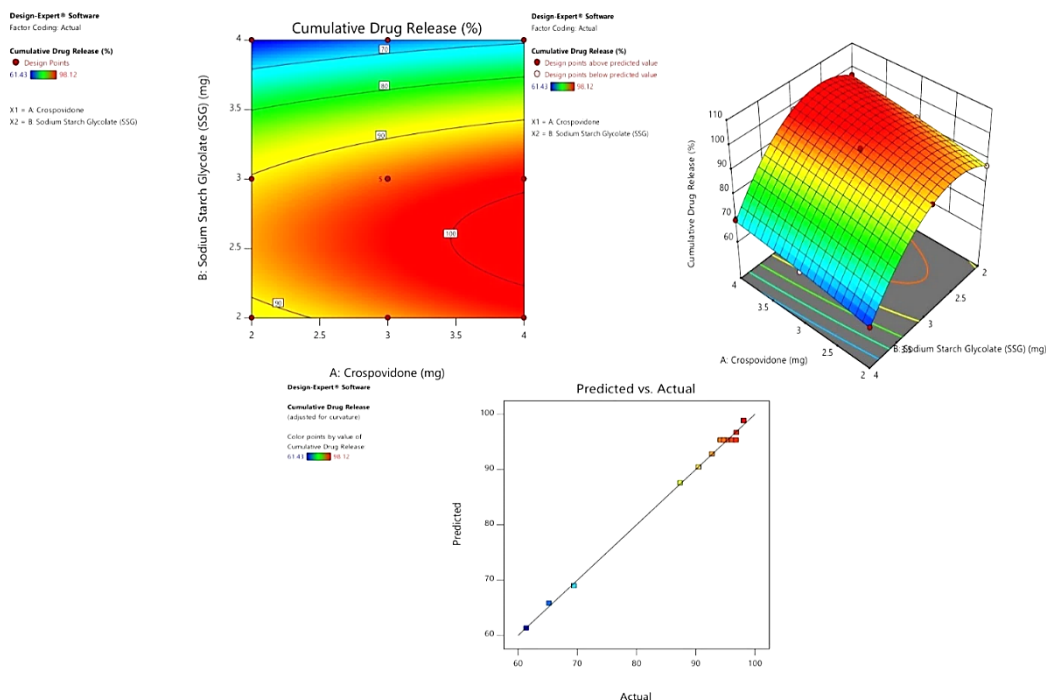 Design-Expert® Software
Factor Coding: Actual
Cumulative Drug Release (%)
Design Points
61.43 98.12
X1 = A: Crospovidone
X2 = B: Sodium Starch Glycolate (SSG)
Cumulative Drug Release (%)
B: Sodium Starch Glycolate (SSG) (mg)
4
3.5
3
2.5
2
2 2.5 3 3.5 4
70
80
90
5
100
90
A: Crospovidone (mg)
Design-Expert® Software
Factor Coding: Actual
Cumulative Drug Release (%)
Design points above predicted value
Design points below predicted value
61.43 98.12
X1 = A: Crospovidone
X2 = B: Sodium Starch Glycolate (SSG)
Cumulative Drug Release (%)
110
100
90
80
70
60
4
3.5
3
2.5
2
A: Crospovidone (mg)
2
2.5
3
3.5
4
B: Sodium Starch Glycolate (SSG) (mg)
Design-Expert® Software
Cumulative Drug Release
(adjusted for curvature)
Color points by value of
Cumulative Drug Release:
61.43 98.12
Predicted vs. Actual
Predicted
100
90
80
70
60
60 70 80 90 100
Actual